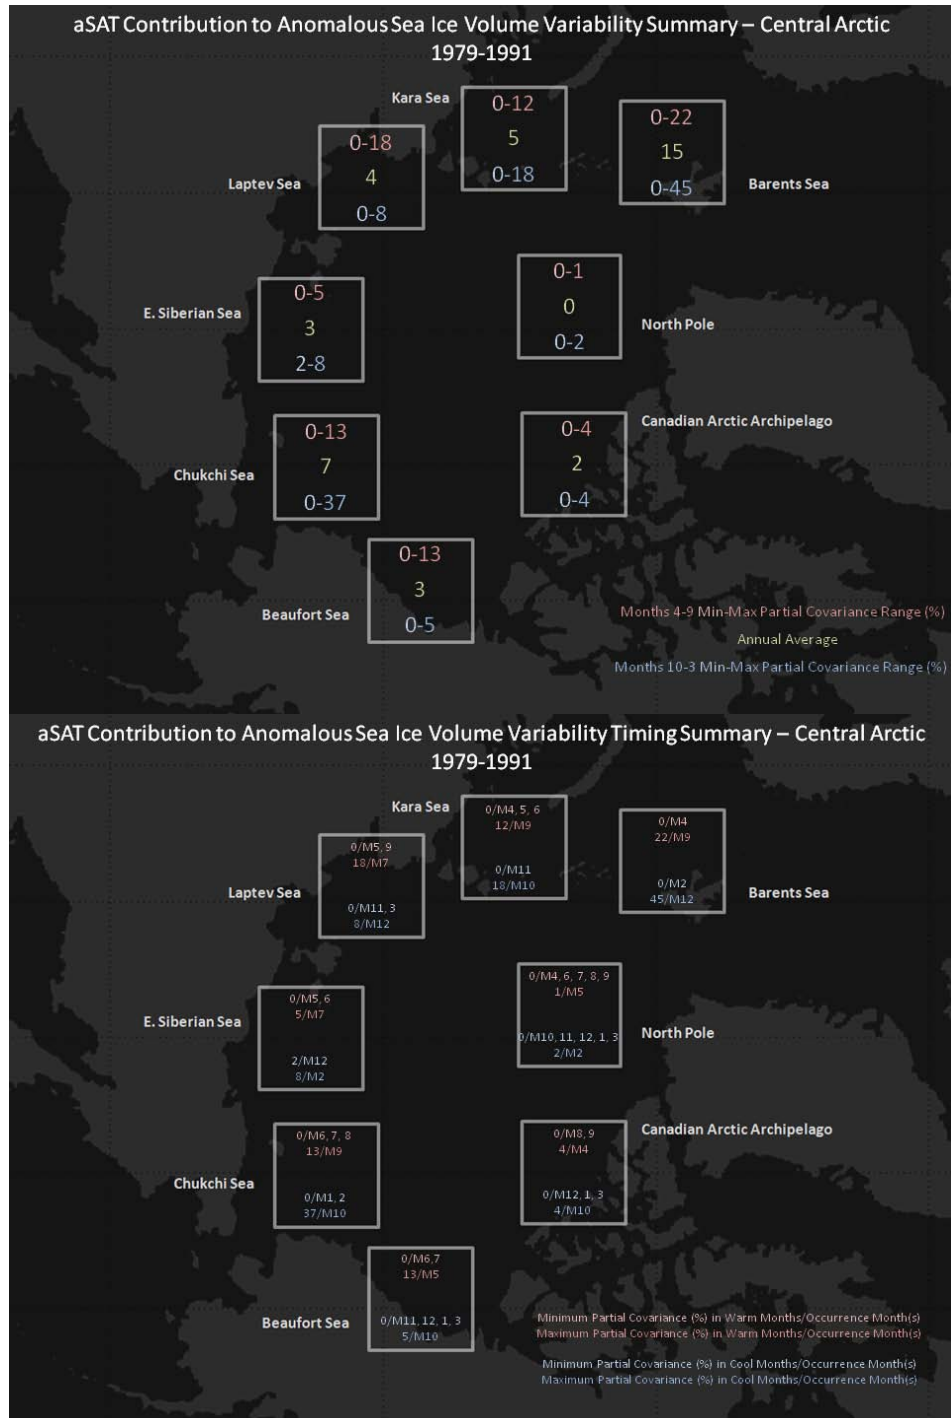 aSAT Contribution to Anomalous Sea Ice Volume Variability Summary – Central Arctic
1979-1991
Kara Sea
0-12
5
0-18
0-22
15
0-45
Barents Sea
Laptev Sea
0-18
4
0-8
E. Siberian Sea
0-5
3
2-8
0-1
0
0-2
North Pole
Chukchi Sea
0-13
7
0-37
0-4
2
0-4
Canadian Arctic Archipelago
Beaufort Sea
0-13
3
0-5
Months 4-9 Min-Max Partial Covariance Range (%)
Annual Average
Months 10-3 Min-Max Partial Covariance Range (%)
aSAT Contribution to Anomalous Sea Ice Volume Variability Timing Summary – Central Arctic
1979-1991
Kara Sea
0/M4, 5, 6
12/M9
0/M11
18/M10
0/M4
22/M9
0/M2
45/M12
Barents Sea
Laptev Sea
0/M5, 9
18/M7
0/M11, 3
8/M12
E. Siberian Sea
0/M5, 6
5/M7
2/M12
8/M2
0/M4, 6, 7, 8, 9
1/M5
0/M10, 11, 12, 1, 3
2/M2
North Pole
Chukchi Sea
0/M6, 7, 8
13/M9
0/M1, 2
37/M10
0/M8, 9
4/M4
0/M12, 1, 3
4/M10
Canadian Arctic Archipelago
Beaufort Sea
0/M6,7
13/M5
0/M11, 12, 1, 3
5/M10
Minimum Partial Covariance (%) in Warm Months/Occurrence Month(s)
Maximum Partial Covariance (%) in Warm Months/Occurrence Month(s)
Minimum Partial Covariance (%) in Cool Months/Occurrence Month(s)
Maximum Partial Covariance (%) in Cool Months/Occurrence Month(s)